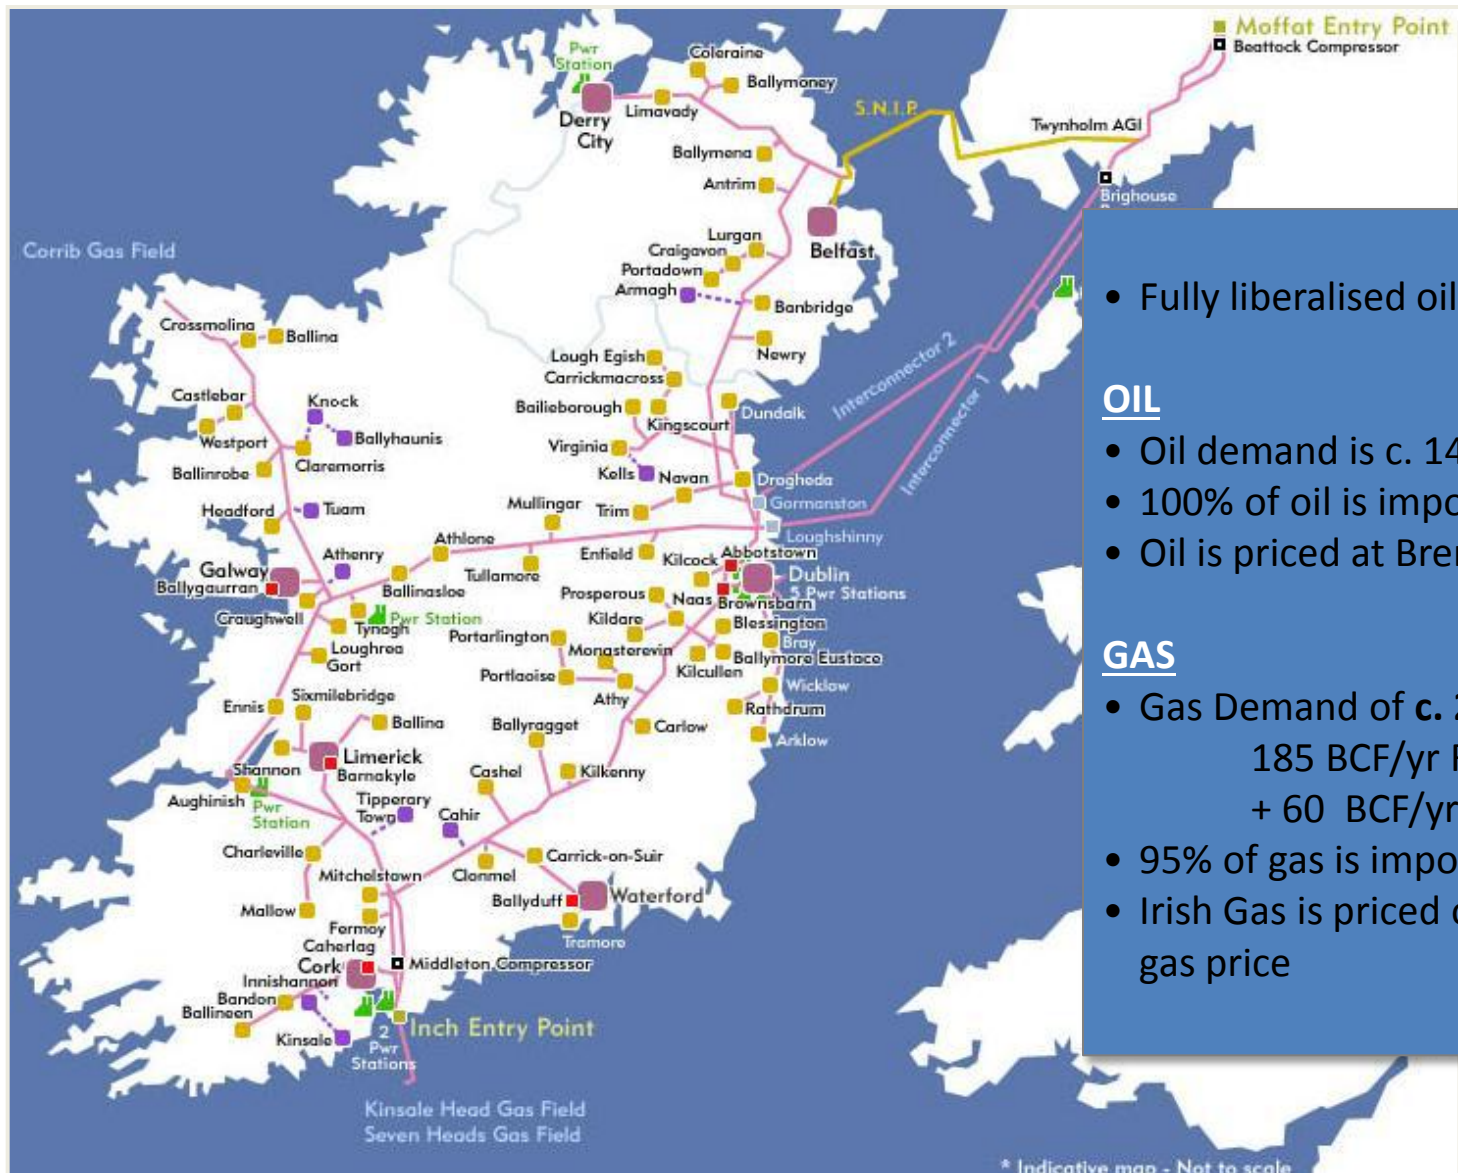 Moffat Entry Point
Beattock Compressor
Pwr
Station
Coleraine
Ballymoney
Derry
City
Limavady
S.N.I.P.
Twynholm AGI
Ballymena
Antrim
Brighouse
Belfast
Lurgan
Craigavon
Portadown
Armagh
Banbridge
Newry
Corrib Gas Field
Crossmolina
Ballina
Castlebar
Westport
Knock
Ballyhaunis
Claremorris
Ballinrobe
Headford
Tuam
Lough Egish
Carrickmacross
Bailieborough
Kingscourt
Dundalk
Virginia
Kells
Navan
Drogheda
Interconnector 2
Interconnector 1
Gormanston
Loughshinny
Mullingar
Trim
Athlone
Athenry
Galway
Ballygaurran
Craughwell
Ballinasloe
Tullamore
Enfield
Kilcock
Abbotstown
Dublin
5 Pwr Stations
Prosperous
Naas
Brownsbarn
Tynagh
Pwr Station
Loughrea
Gort
Portarlington
Kildare
Monasterevin
Blessington
Bray
Kilcullen
Ballymore Eustace
Portlaoise
Athy
Wicklow
Rathdrum
Ennis
Sixmilebridge
Ballina
Ballyragget
Carlow
Arklow
Limerick
Barnakyle
Shannon
Aughinish
Pwr
Station
Cashel
Kilkenny
Tipperary
Town
Cahir
Charleville
Mitchelstown
Clonmel
Carrick-on-Suir
Mallow
Fermoy
Ballyduff
Waterford
Tramore
Caherlag
Cork
Middleton Compressor
Innishannon
Bandon
Ballineen
Kinsale
2
Pwr
Stations
Inch Entry Point
Kinsale Head Gas Field
Seven Heads Gas Field
* Indicative map - Not to scale
• Fully liberalised oil
OIL
• Oil demand is c. 14
• 100% of oil is impo
• Oil is priced at Bre
GAS
• Gas Demand of c. 2
185 BCF/yr
+ 60 BCF/yr
• 95% of gas is impo
• Irish Gas is priced
gas price